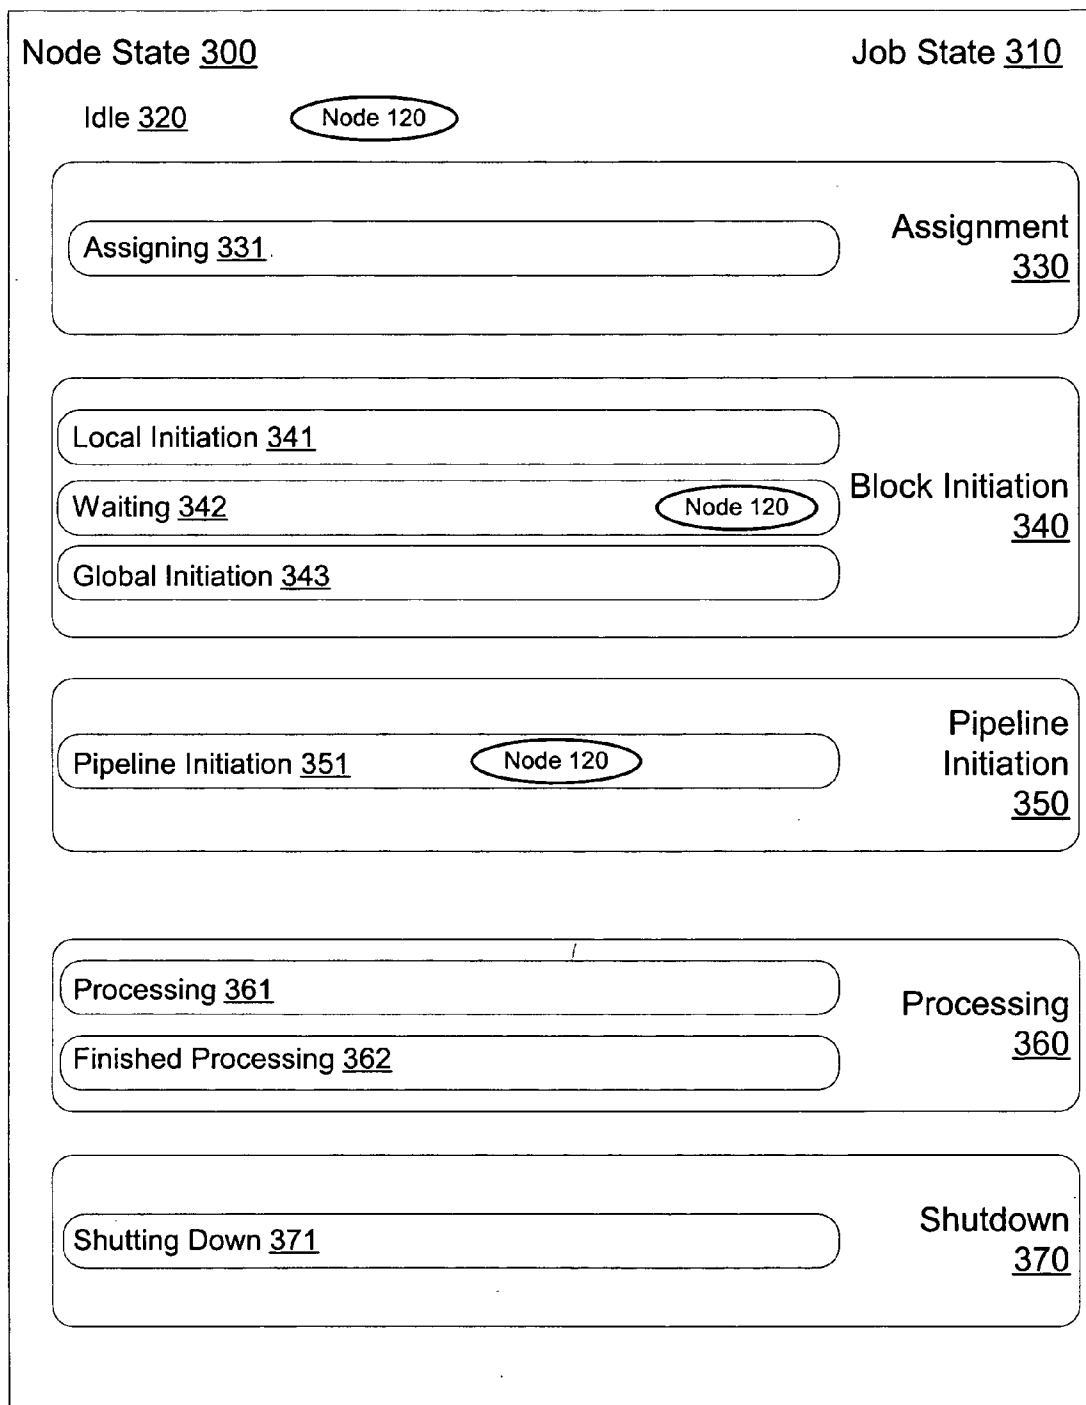 Node State 300
Job State 310
Idle 320
Node 120
Assigning 331
Assignment
330
Local Initiation 341
Waiting 342
Node 120
Global Initiation 343
Block Initiation
340
Pipeline Initiation 351
Node 120
Pipeline
Initiation
350
Processing 361
Finished Processing 362
Processing
360
Shutting Down 371
Shutdown
370